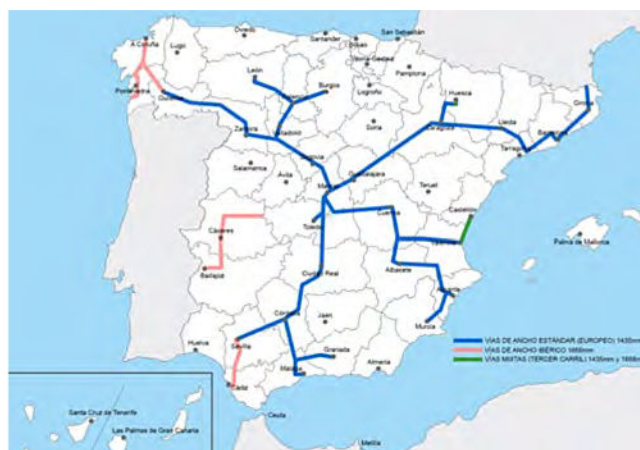 Oviedo
Santander
San Sebastián
A Coruña
Lugo
Bilbao
Vitoria-Gasteiz
Pamplona
León
Burgos
Logroño
Pontevedra
Huesca
Girona
Zamora
Valladolid
Soria
Zaragoza
Lleida
Barcelona
Tarragona
Segovia
Salamanca
Ávila
Guadalajara
Teruel
Castellón
Toledo
Cuenca
Palma de Mallorca
Cáceres
Valencia
Badajoz
Ciudad Real
Albacete
Alicante
Murcia
Córdoba
Jaén
Huelva
Sevilla
Granada
Málaga
Almería
Cádiz
VÍAS DE ANCHO ESTÁNDAR (EUROPEO) 1435mm
VÍAS DE ANCHO IBÉRICO 1668mm
VÍAS MIXTAS (TERCER CARRIL) 1435mm y 1668m
Santa Cruz de Tenerife
Las Palmas de Gran Canaria
Ceuta
Melilla